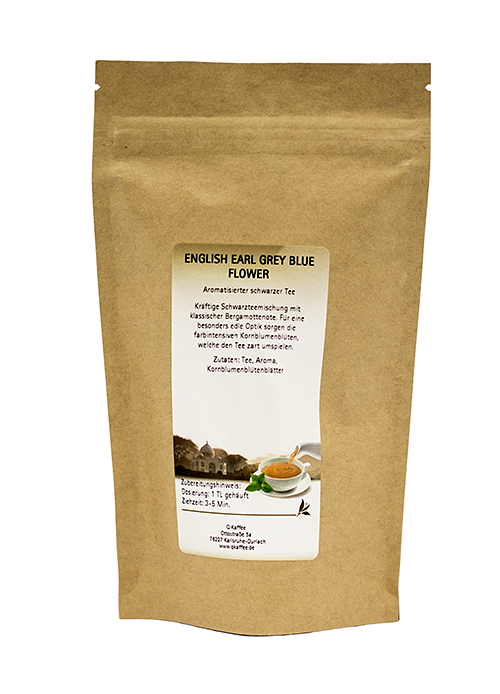 ENGLISH EARL GREY BLUE
FLOWER
Aromatisierter schwarzer Tee
Kräftige Schwarzteemischung mit
klassischer Bergamottenote. Für eine
besonders edle Optik sorgen die
farbintensiven Kornblumenblüten,
welche den Tee zart umspielen.
Zutaten: Tee, Aroma,
Kornblumenblütenblätter
Zubereitungshinweis:
Dosierung: 1 TL gehäuft
Ziehzeit: 3-5 Min.
Q Kaffee
Ottostraße 5a
76227 Karlsruhe-Durlach
www.qkaffee.de